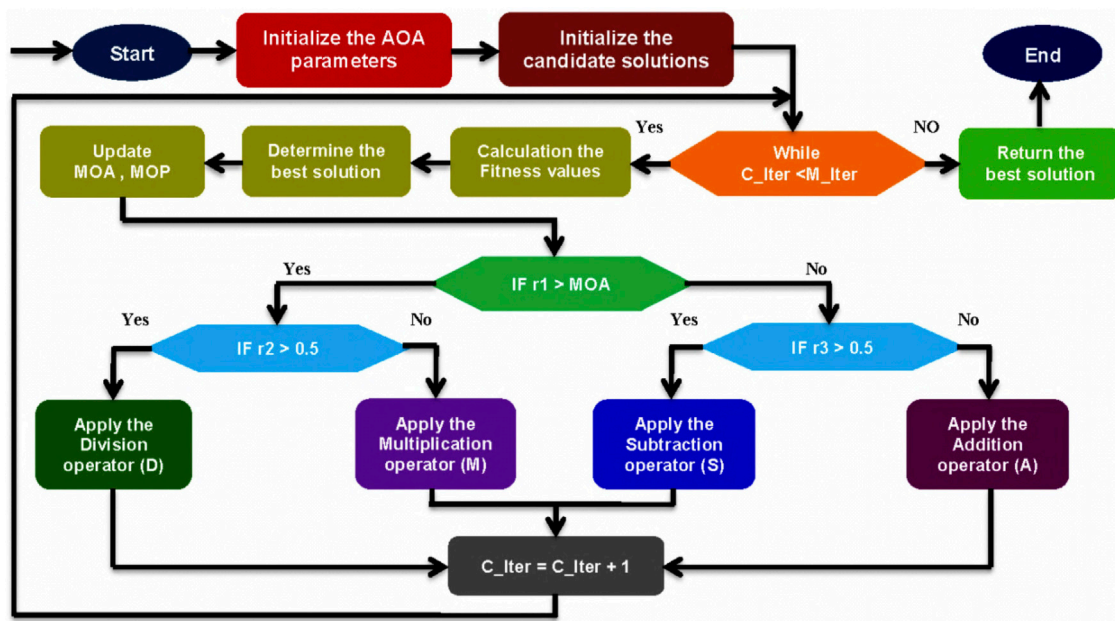 Start
Initialize the AOA
parameters
Initialize the
candidate solutions
End
Yes
NO
Update
MOA , MOP
Determine the
best solution
Calculation the
Fitness values
While
C_Iter <M_Iter
Return the
best solution
Yes
IF r1 > MOA
No
Yes
IF r2 > 0.5
No
Yes
IF r3 > 0.5
No
Apply the
Division
operator (D)
Apply the
Multiplication
operator (M)
Apply the
Subtraction
operator (S)
Apply the
Addition
operator (A)
C_Iter = C_Iter + 1